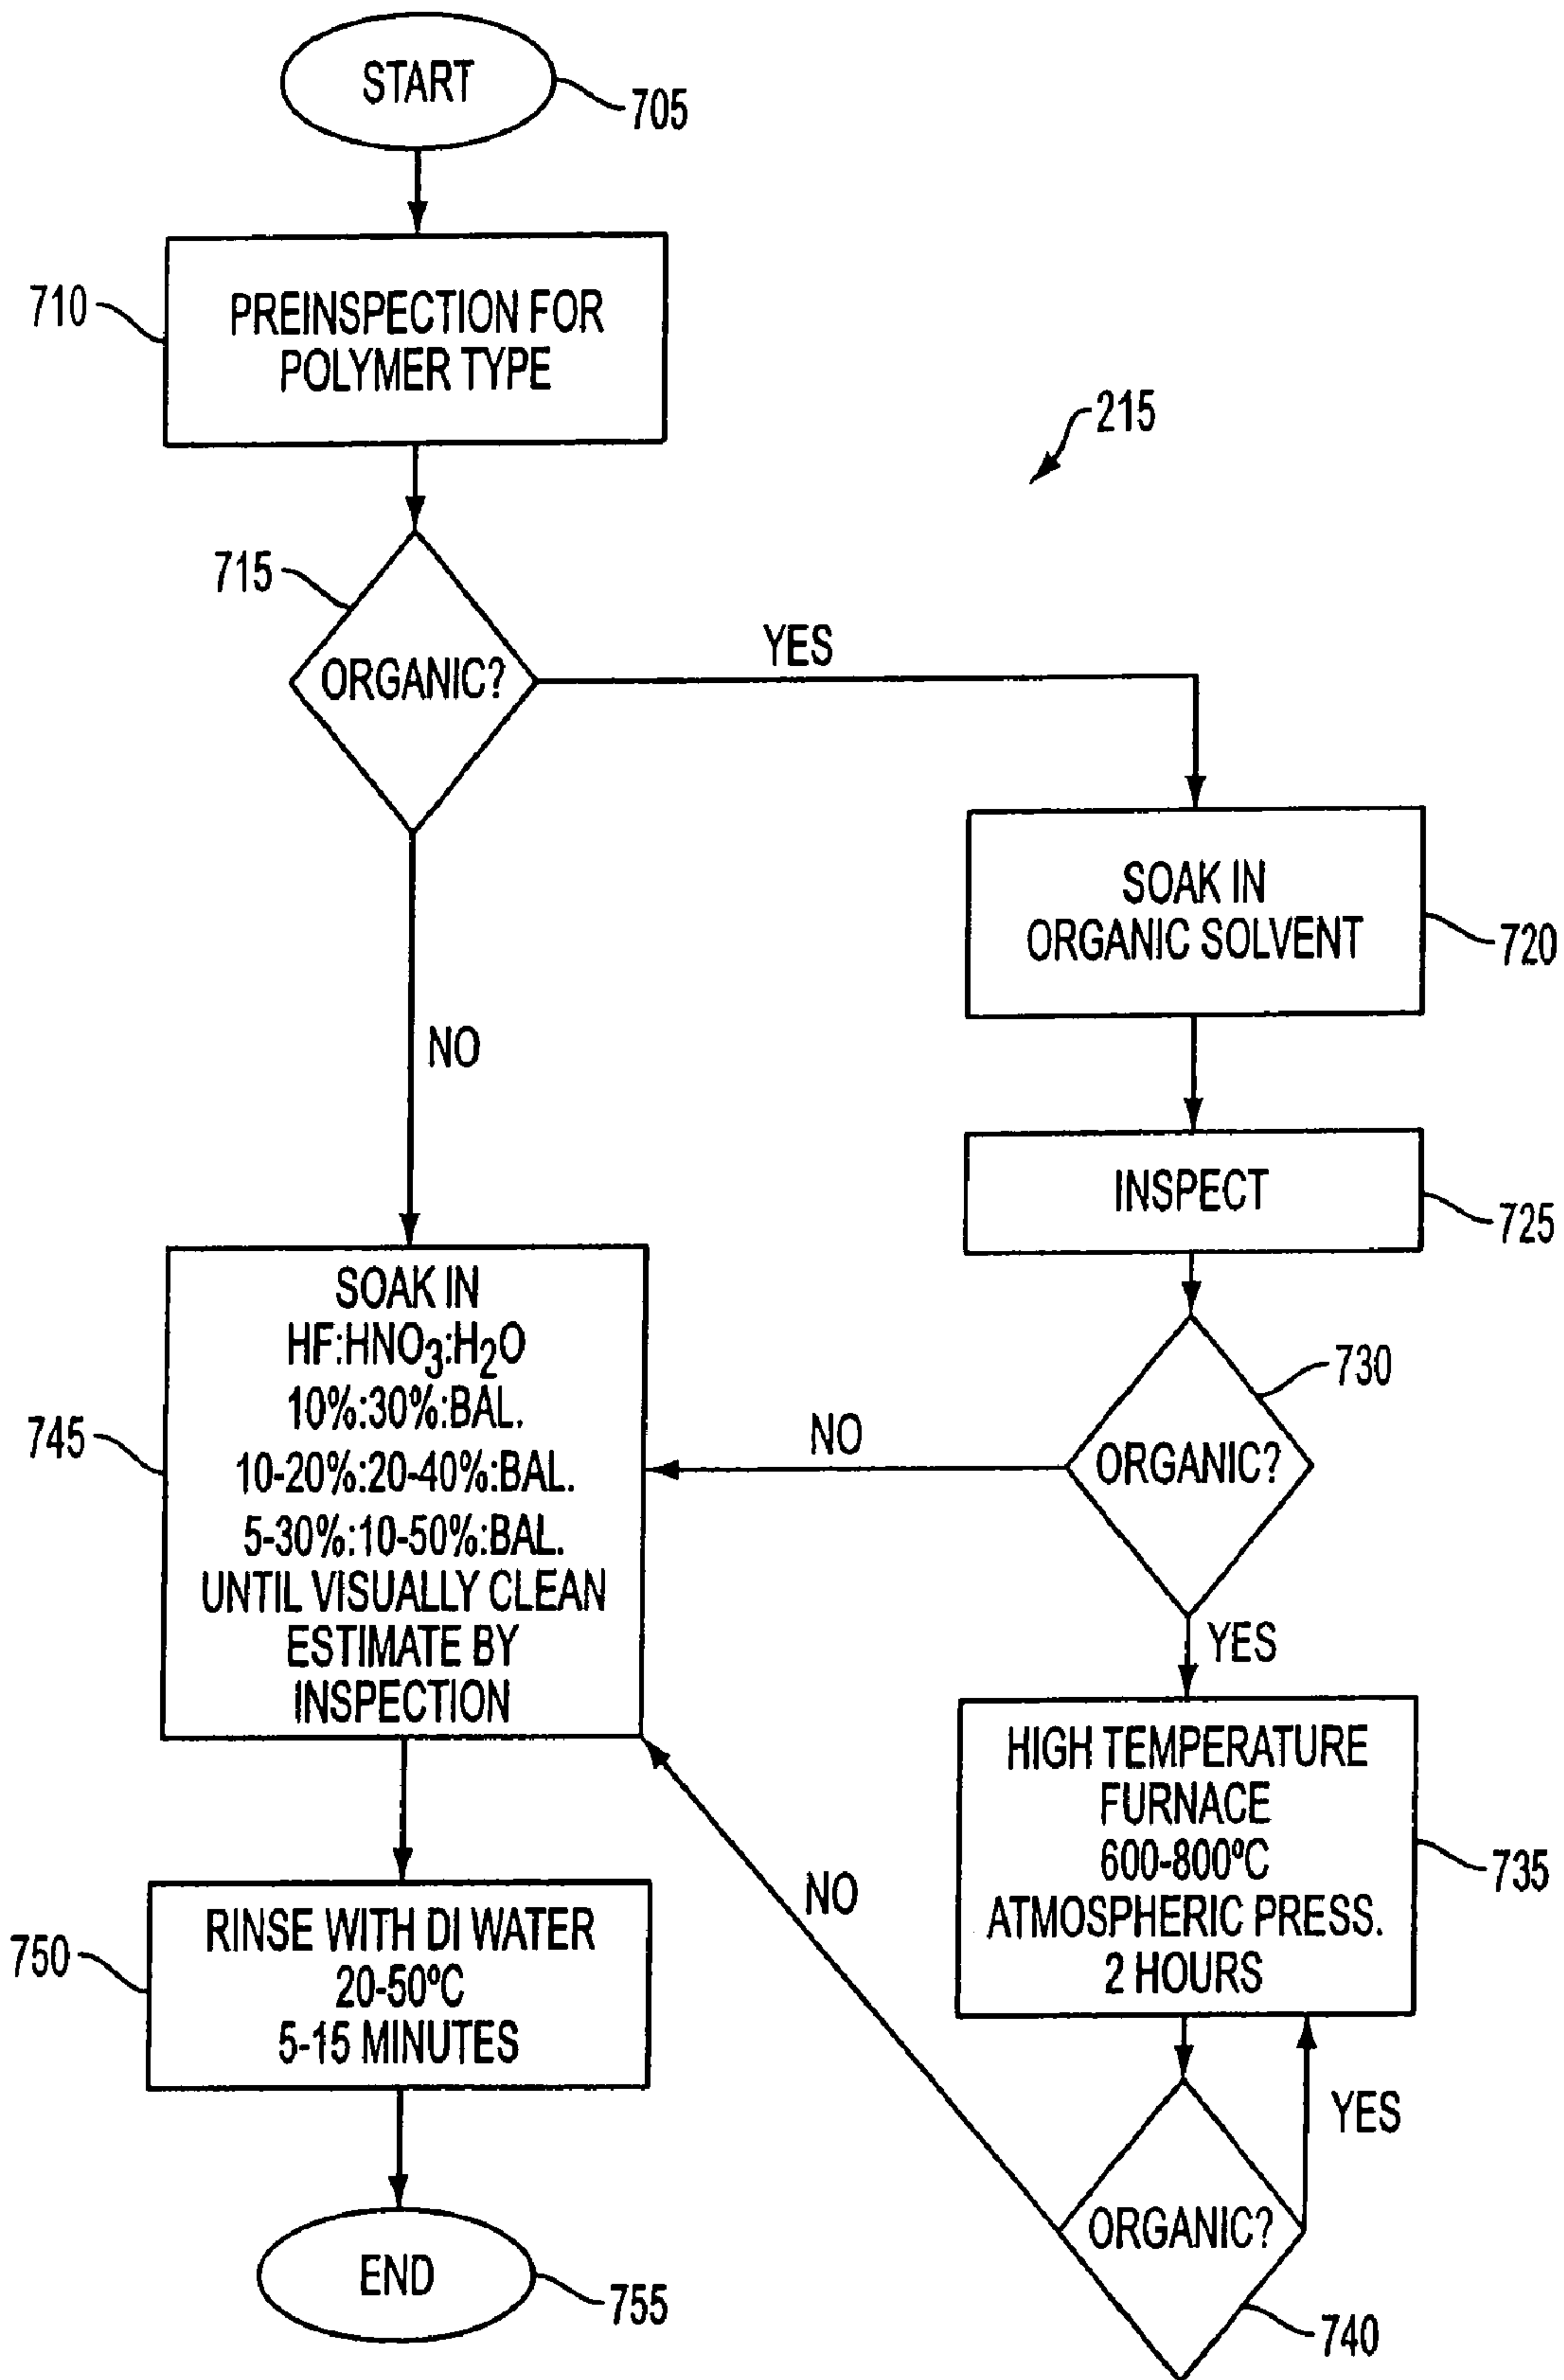 START
705
710
PREINSPECTION FOR
POLYMER TYPE
215
715
ORGANIC?
YES
NO
SOAK IN
ORGANIC SOLVENT
720
INSPECT
725
730
ORGANIC?
NO
YES
745
SOAK IN
HF:HNO3:H2O
10%:30%:BAL.
10-20%:20-40%:BAL.
5-30%:10-50%:BAL.
UNTIL VISUALLY CLEAN
ESTIMATE BY
INSPECTION
HIGH TEMPERATURE
FURNACE
600-800ºC
ATMOSPHERIC PRESS.
2 HOURS
735
NO
YES
ORGANIC?
740
750
RINSE WITH DI WATER
20-50ºC
5-15 MINUTES
END
755